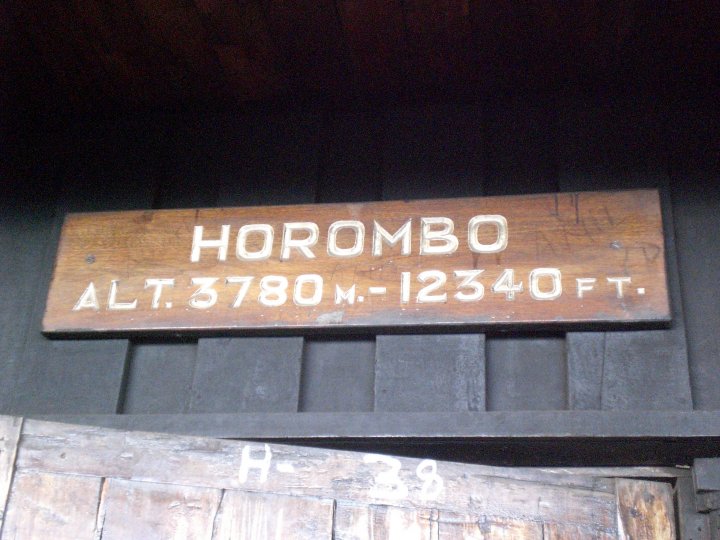 HOROMBO
ALT. 3780 M. - 12340 FT.
H- 38